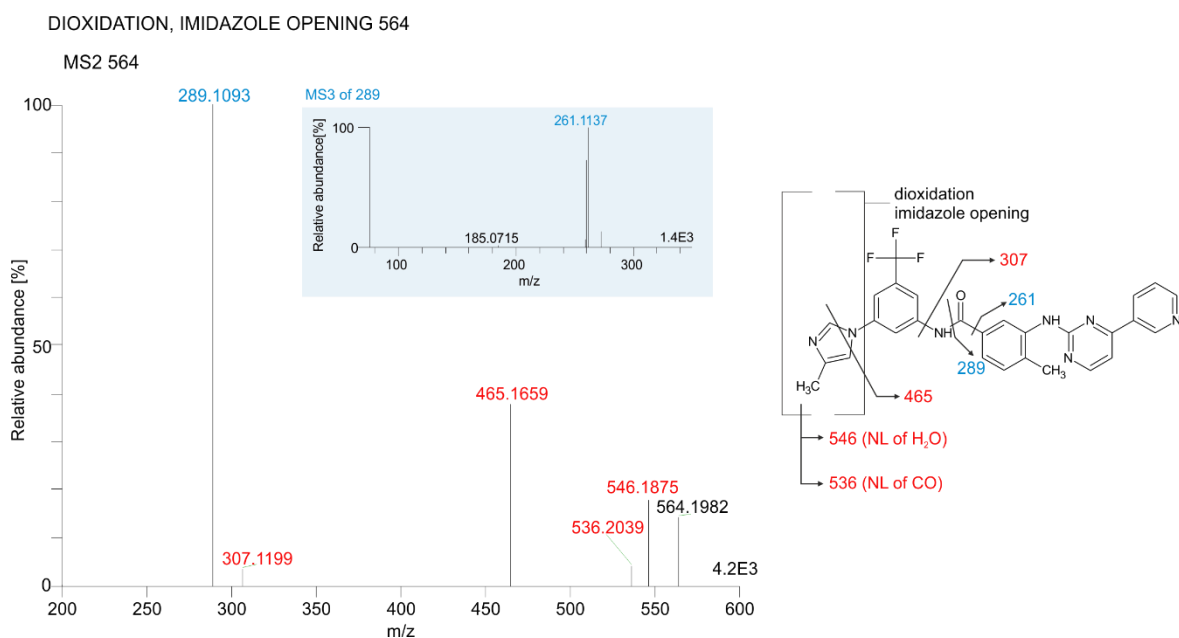 DIOXIDATION, IMIDAZOLE OPENING 564
MS2 564
289.1093
MS3 of 289
100
261.1137
Relative abundance[%]
185.0715
1.4E3
0
100
200
300
m/z
100
50
0
Relative abundance [%]
465.1659
546.1875
564.1982
536.2039
307.1199
4.2E3
200
250
300
350
400
450
500
550
600
m/z
dioxidation
imidazole opening
F
F
F
307
O
261
N
N
NH
NH
N
N
N
289
CH₃
H₃C
465
546 (NL of H₂O)
536 (NL of CO)